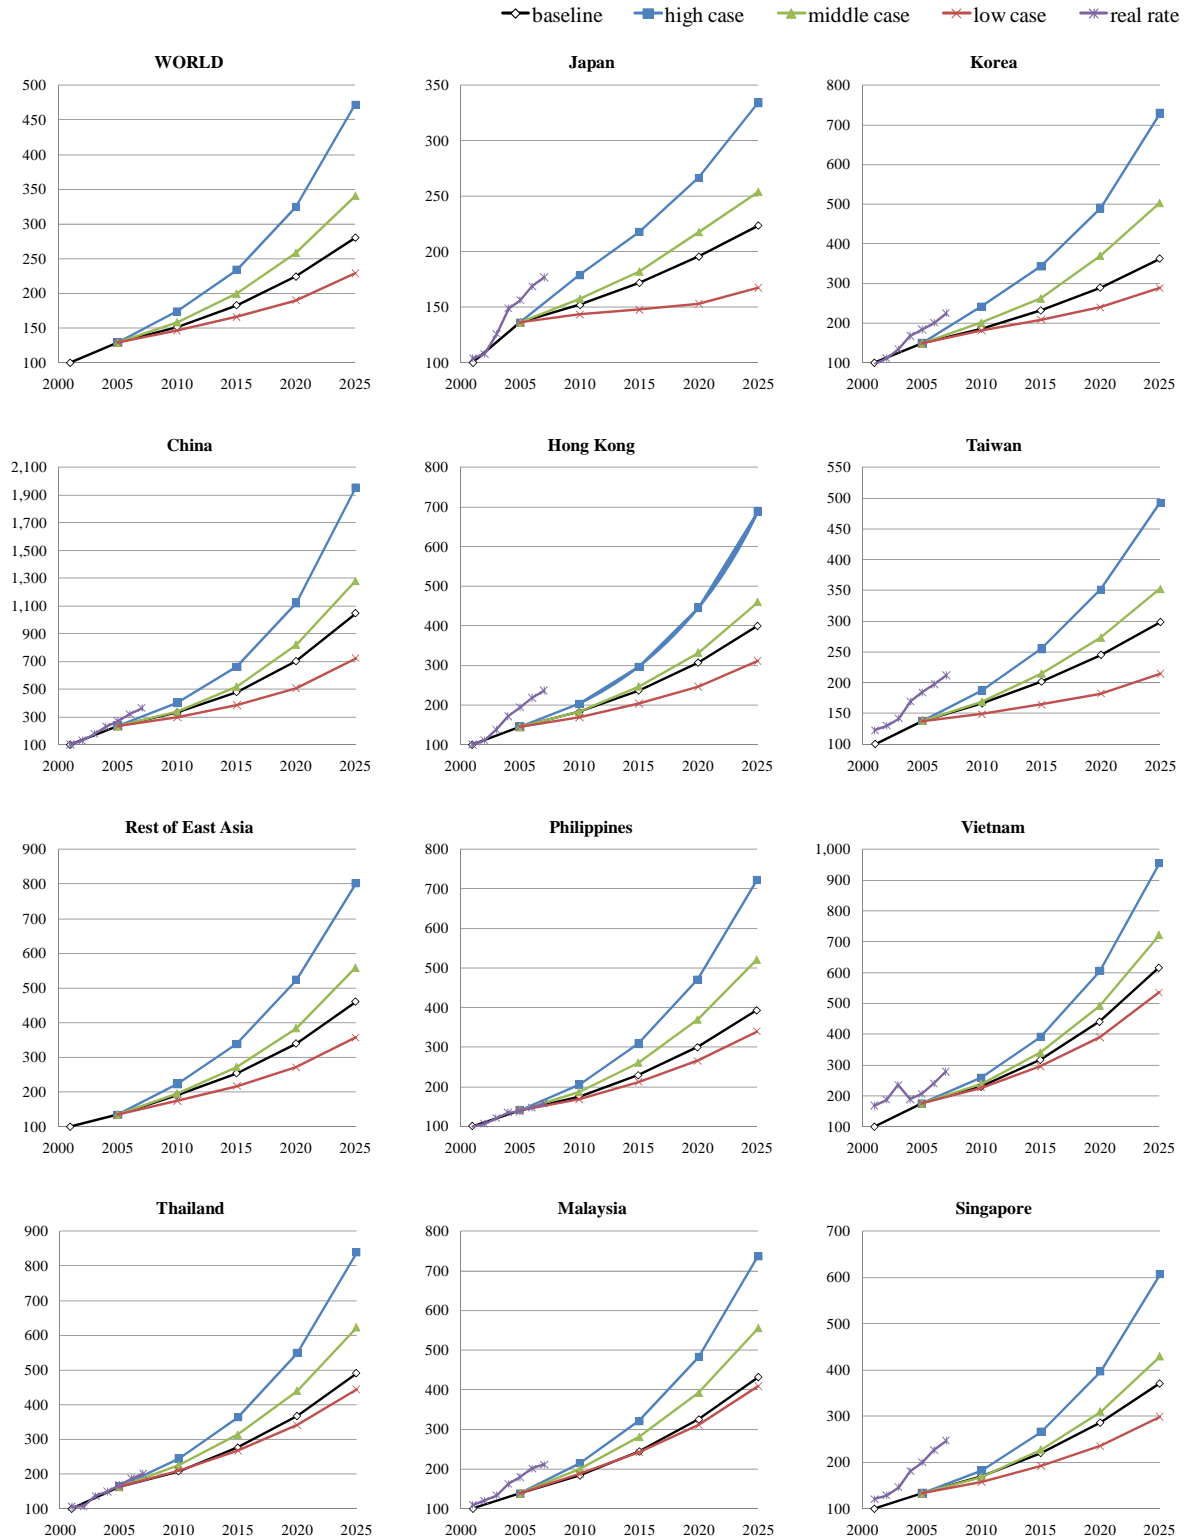 baseline high case middle case low case real rate
WORLD Japan Korea
500 350 800
450 700
400 300 600
350
300 250 500
250 200 400
200 300
150 150 200
100 100 100
2000 2005 2010 2015 2020 2025 2000 2005 2010 2015 2020 2025 2000 2005 2010 2015 2020 2025
China Hong Kong Taiwan
2,100 800 550
1,900 700 500
1,700 450
1,500 600 400
1,300 500 350
1,100 400 300
900 300 250
700 200
500 200 150
300
100 100 100
2000 2005 2010 2015 2020 2025 2000 2005 2010 2015 2020 2025 2000 2005 2010 2015 2020 2025
Rest of East Asia Philippines Vietnam
900 800 1,000
800 700 900
700 600 800
600 500 700
500 600
400 400 500
300 300 400
200 200 300
200
100 100 100
2000 2005 2010 2015 2020 2025 2000 2005 2010 2015 2020 2025 2000 2005 2010 2015 2020 2025
Thailand Malaysia Singapore
900 800 700
800 700 600
700 600
600 500 500
500 400
400 400
300 300 300
200 200 200
100 100 100
2000 2005 2010 2015 2020 2025 2000 2005 2010 2015 2020 2025 2000 2005 2010 2015 2020 2025